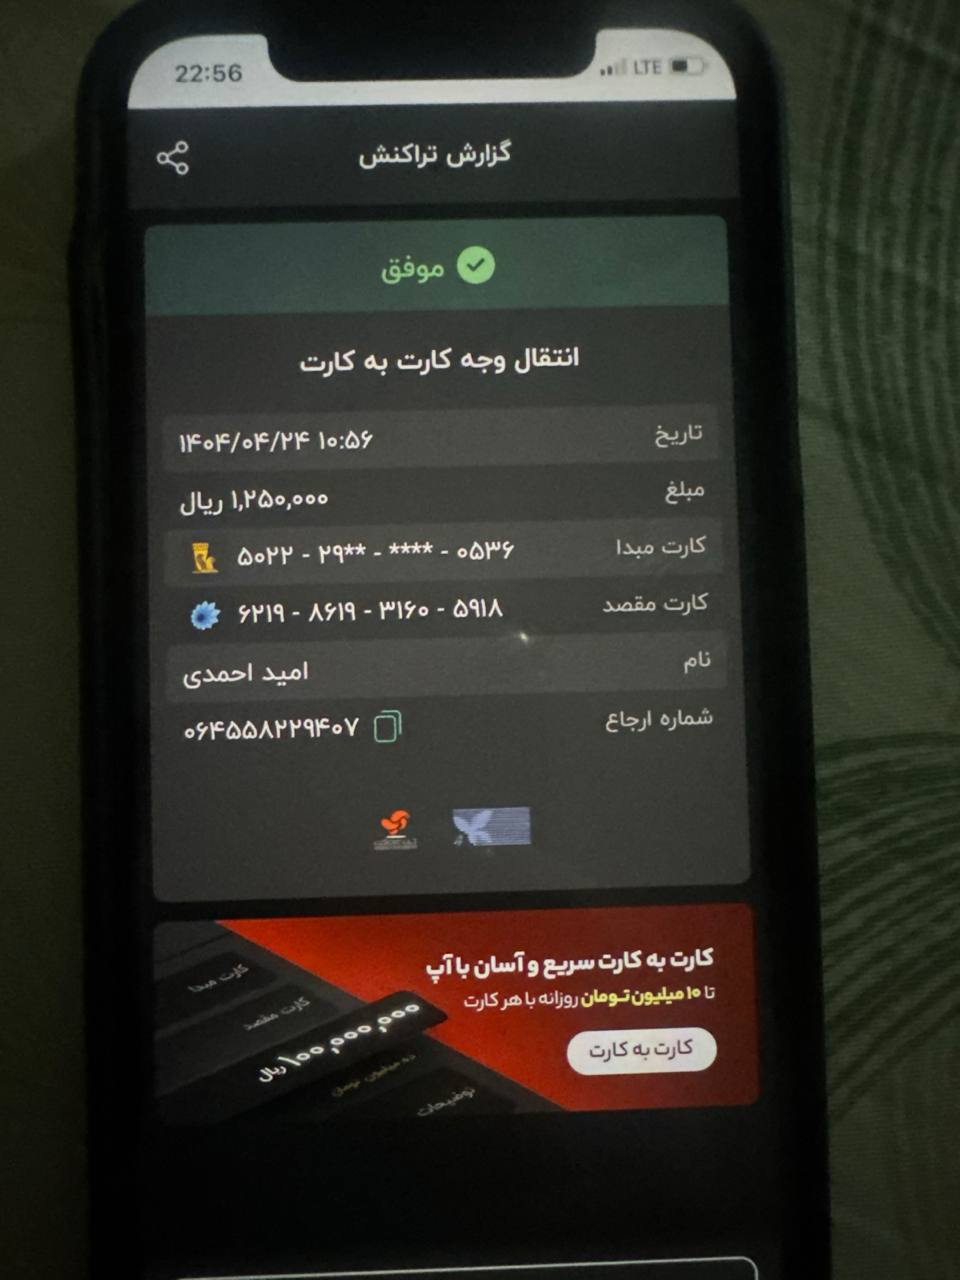 22:56
LTE
گزارش تراکنش
موفق
انتقال وجه کارت به کارت
تاریخ ۱۴۰۴/۰۴/۲۴ ۱۰:۵۶
مبلغ ۱,۲۵۰,۰۰۰ ریال
کارت مبدا ۵۰۲۲ - ۲۹** - **** - ۰۵۳۶
کارت مقصد ۶۲۱۹ - ۸۶۱۹ - ۳۱۶۰ - ۵۹۱۸
نام امید احمدی
شماره ارجاع ۰۶۴۵۵۸۲۲۹۴۰۷
کارت به کارت سریع و آسان با آپ
تا ۱۰ میلیون تومان روزانه با هر کارت
کارت به کارت
کارت مبدا
کارت مقصد
۱۰۰,۰۰۰,۰۰۰ ریال
ده میلیون تومان
توضیحات